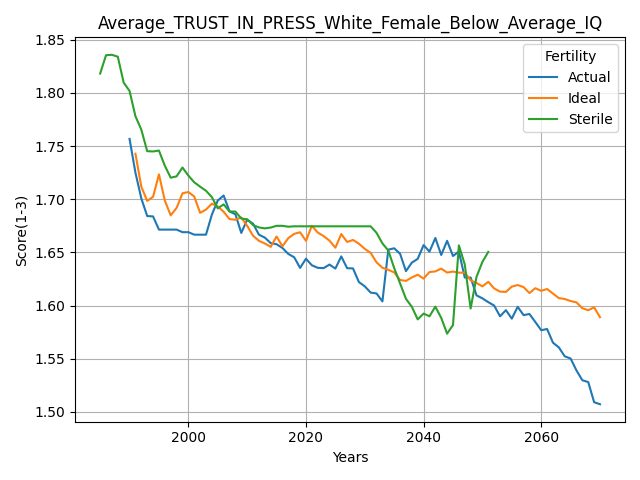 Average_TRUST_IN_PRESS_White_Female_Below_Average_IQ
Score(1-3)
1.85
1.80
1.75
1.70
1.65
1.60
1.55
1.50
Fertility
Actual
Ideal
Sterile
2000
2020
2040
2060
Years